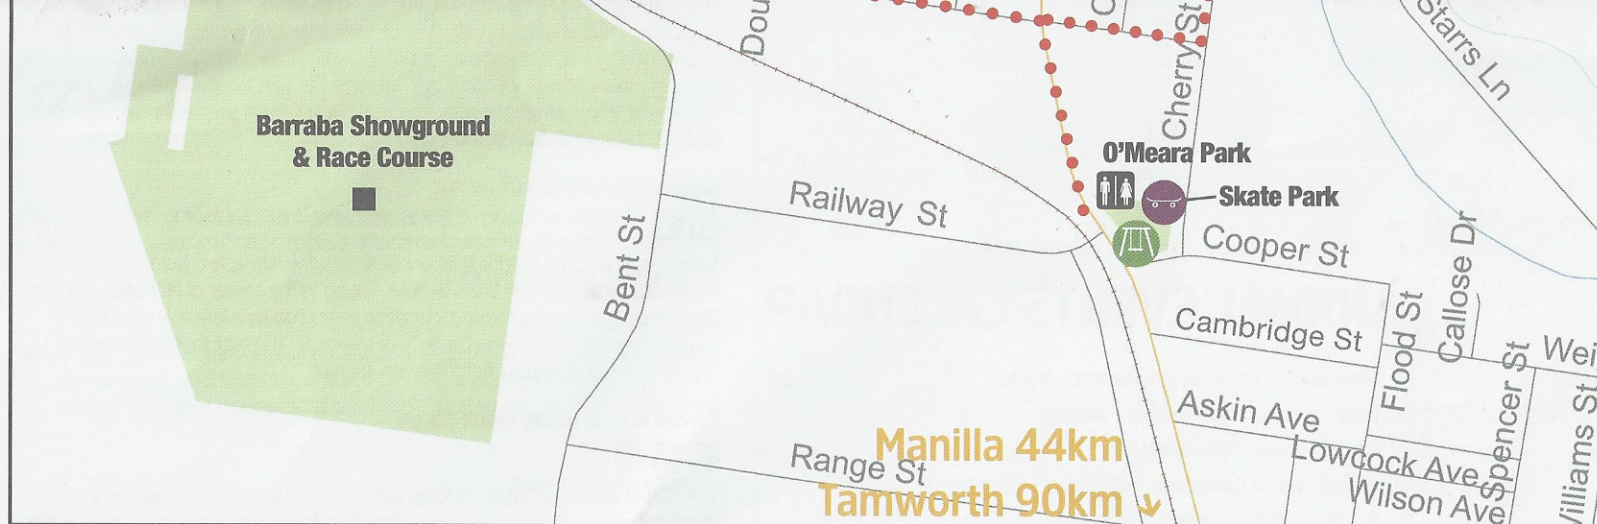 Starrs Ln
Cherry St
Barraba Showground
& Race Course
O'Meara Park
Skate Park
Railway St
Bent St
Cooper St
Callose Dr
Flood St
Cambridge St
Spencer St
Askin Ave
Manilla 44km
Range St
Lowcock Ave
Tamworth 90km
Wilson Ave